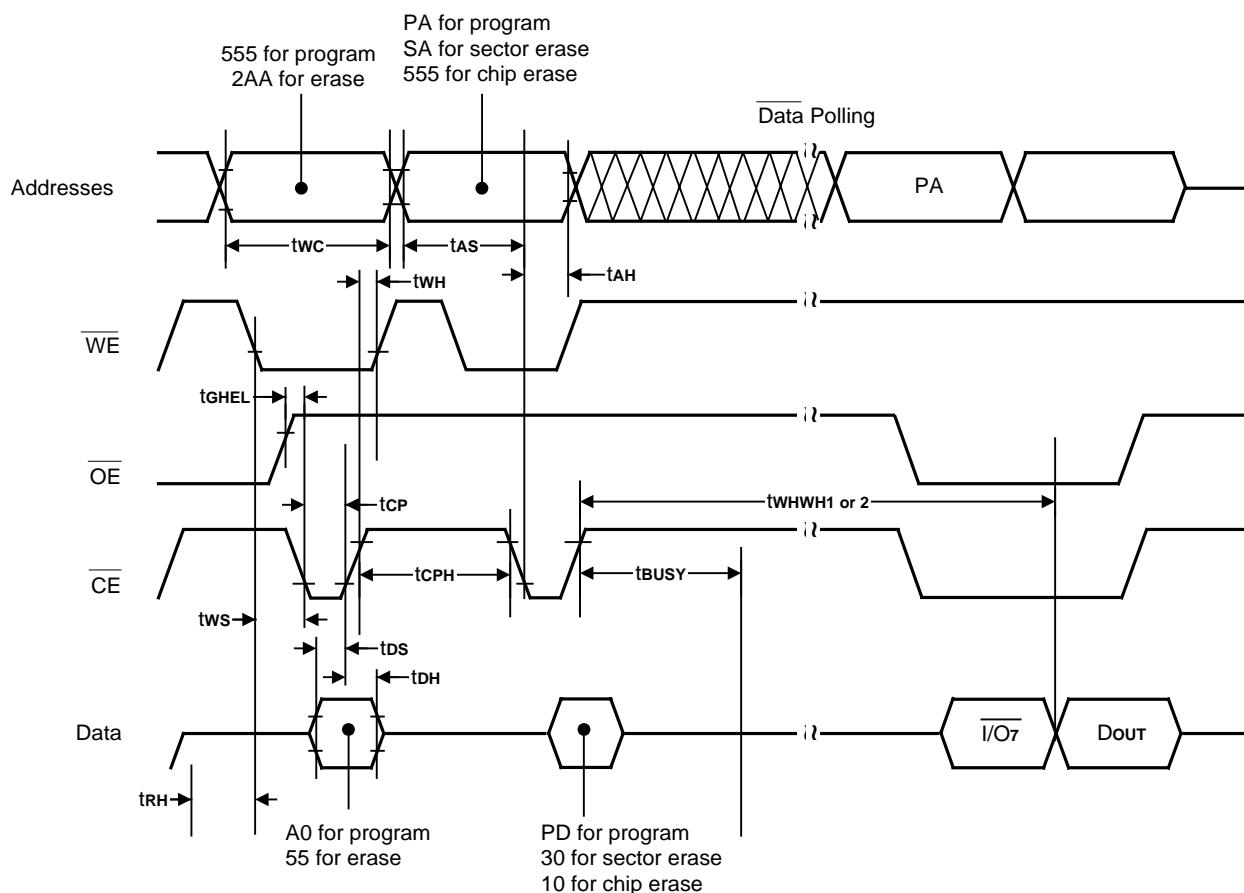 PA for program
SA for sector erase
555 for chip erase
555 for program
2AA for erase
Data Polling
Addresses
PA
tWC
tAS
tWH
tAH
WE
tGHEL
OE
tCP
tWHWH1 or 2
CE
tCPH
tBUSY
tWS
tDS
tDH
Data
I/O7
DOUT
tRH
A0 for program
55 for erase
PD for program
30 for sector erase
10 for chip erase